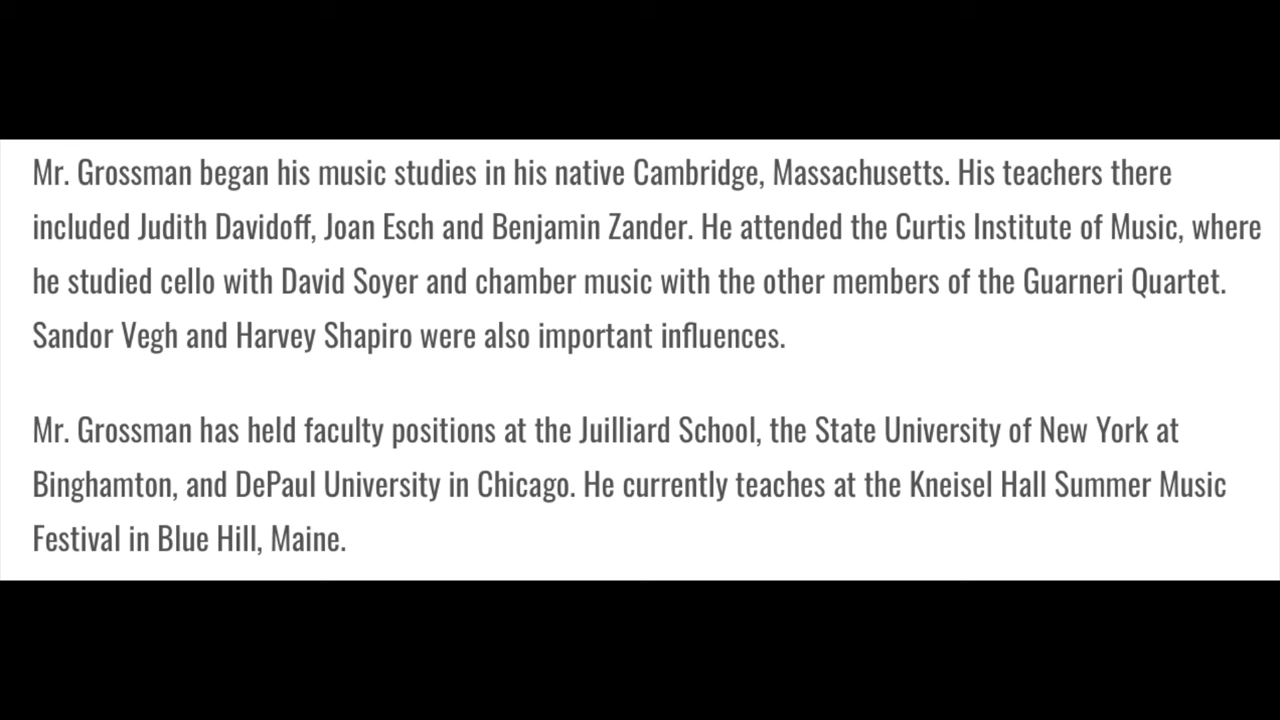 Mr. Grossman began his music studies in his native Cambridge, Massachusetts. His teachers there
included Judith Davidoff, Joan Esch and Benjamin Zander. He attended the Curtis Institute of Music, where
he studied cello with David Soyer and chamber music with the other members of the Guarneri Quartet.
Sandor Vegh and Harvey Shapiro were also important influences.
Mr. Grossman has held faculty positions at the Juilliard School, the State University of New York at
Binghamton, and DePaul University in Chicago. He currently teaches at the Kneisel Hall Summer Music
Festival in Blue Hill, Maine.